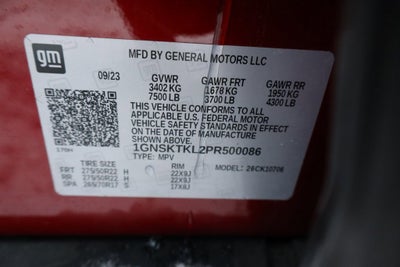 gm
MFD BY GENERAL MOTORS LLC
09/23 GVWR GAWR FRT GAWR RR
3402 KG 1678 KG 1950 KG
7500 LB 3700 LB 4300 LB
THIS VEHICLE CONFORMS TO ALL
APPLICABLE U.S. FEDERAL MOTOR
VEHICLE SAFETY STANDARDS IN EFFECT
ON THE DATE OF MANUFACTURE
SHOWN ABOVE.
1GNSKTKL2PR500086
TYPE: MPV
TIRE SIZE RIM
FRT 275/50R22 H 22X9J
RR 275/50R22 H 22X9J
SPA 265/70R17 S 17X8J